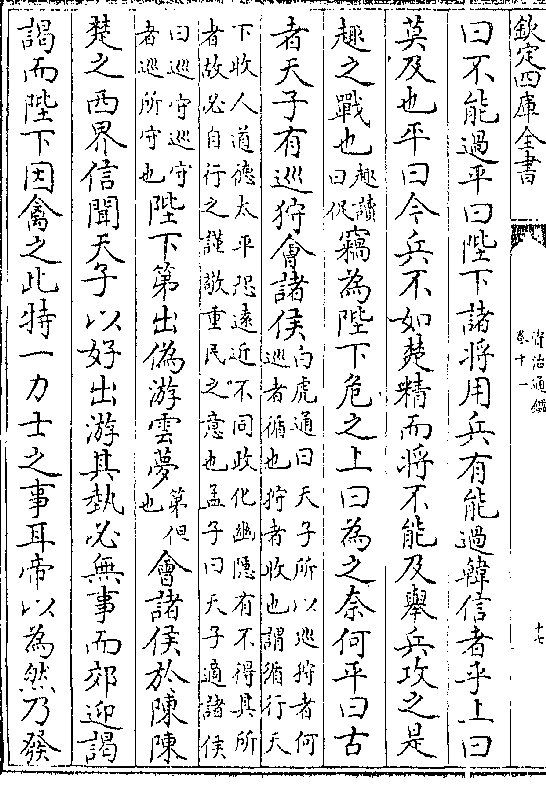 欽定四庫全書
資治通鑑
卷十一
十七
曰不能過平曰陛下諸將用兵有能過韓信者乎上曰
莫及也平曰今兵不如楚精而將不能及舉兵攻之是
趣之戰也趣讀曰促竊為陛下危之上曰為之奈何平曰古
者天子有巡狩會諸侯白虎通曰天子所以巡狩者何巡者循也狩者收也謂循行天
下收人道德太平恐遠近不同政化幽隱有不得其所者故必自行之謹敬重民之意也孟子曰天子適諸侯
曰巡守巡守者巡所守也陛下第出偽游雲夢第但也會諸侯於陳陳
楚之西界信聞天子以好出游其埶必無事而郊迎謁
謁而陛下因禽之此特一力士之事耳帝以為然乃發